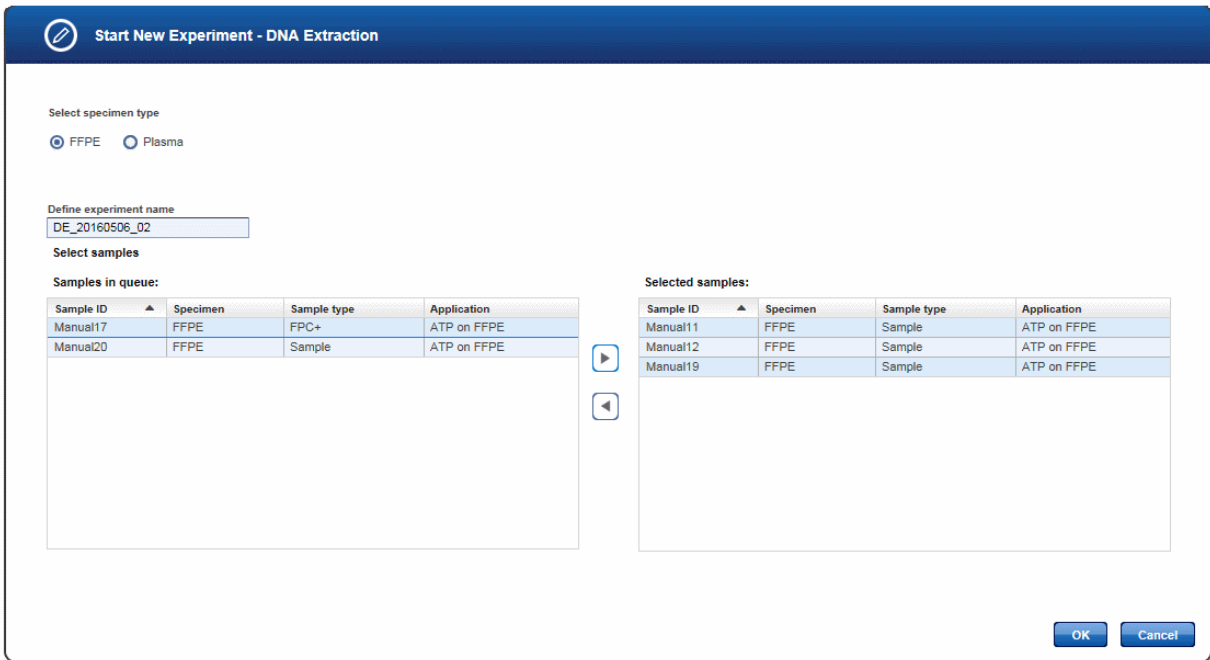 Start New Experiment - DNA Extraction
Select specimen type
FFPE Plasma
Define experiment name
DE_20160506_02
Select samples
Samples in queue:
Sample ID Specimen Sample type Application
Manual17 FFPE FPC+ ATP on FFPE
Manual20 FFPE Sample ATP on FFPE
Selected samples:
Sample ID Specimen Sample type Application
Manual11 FFPE Sample ATP on FFPE
Manual12 FFPE Sample ATP on FFPE
Manual19 FFPE Sample ATP on FFPE
OK Cancel